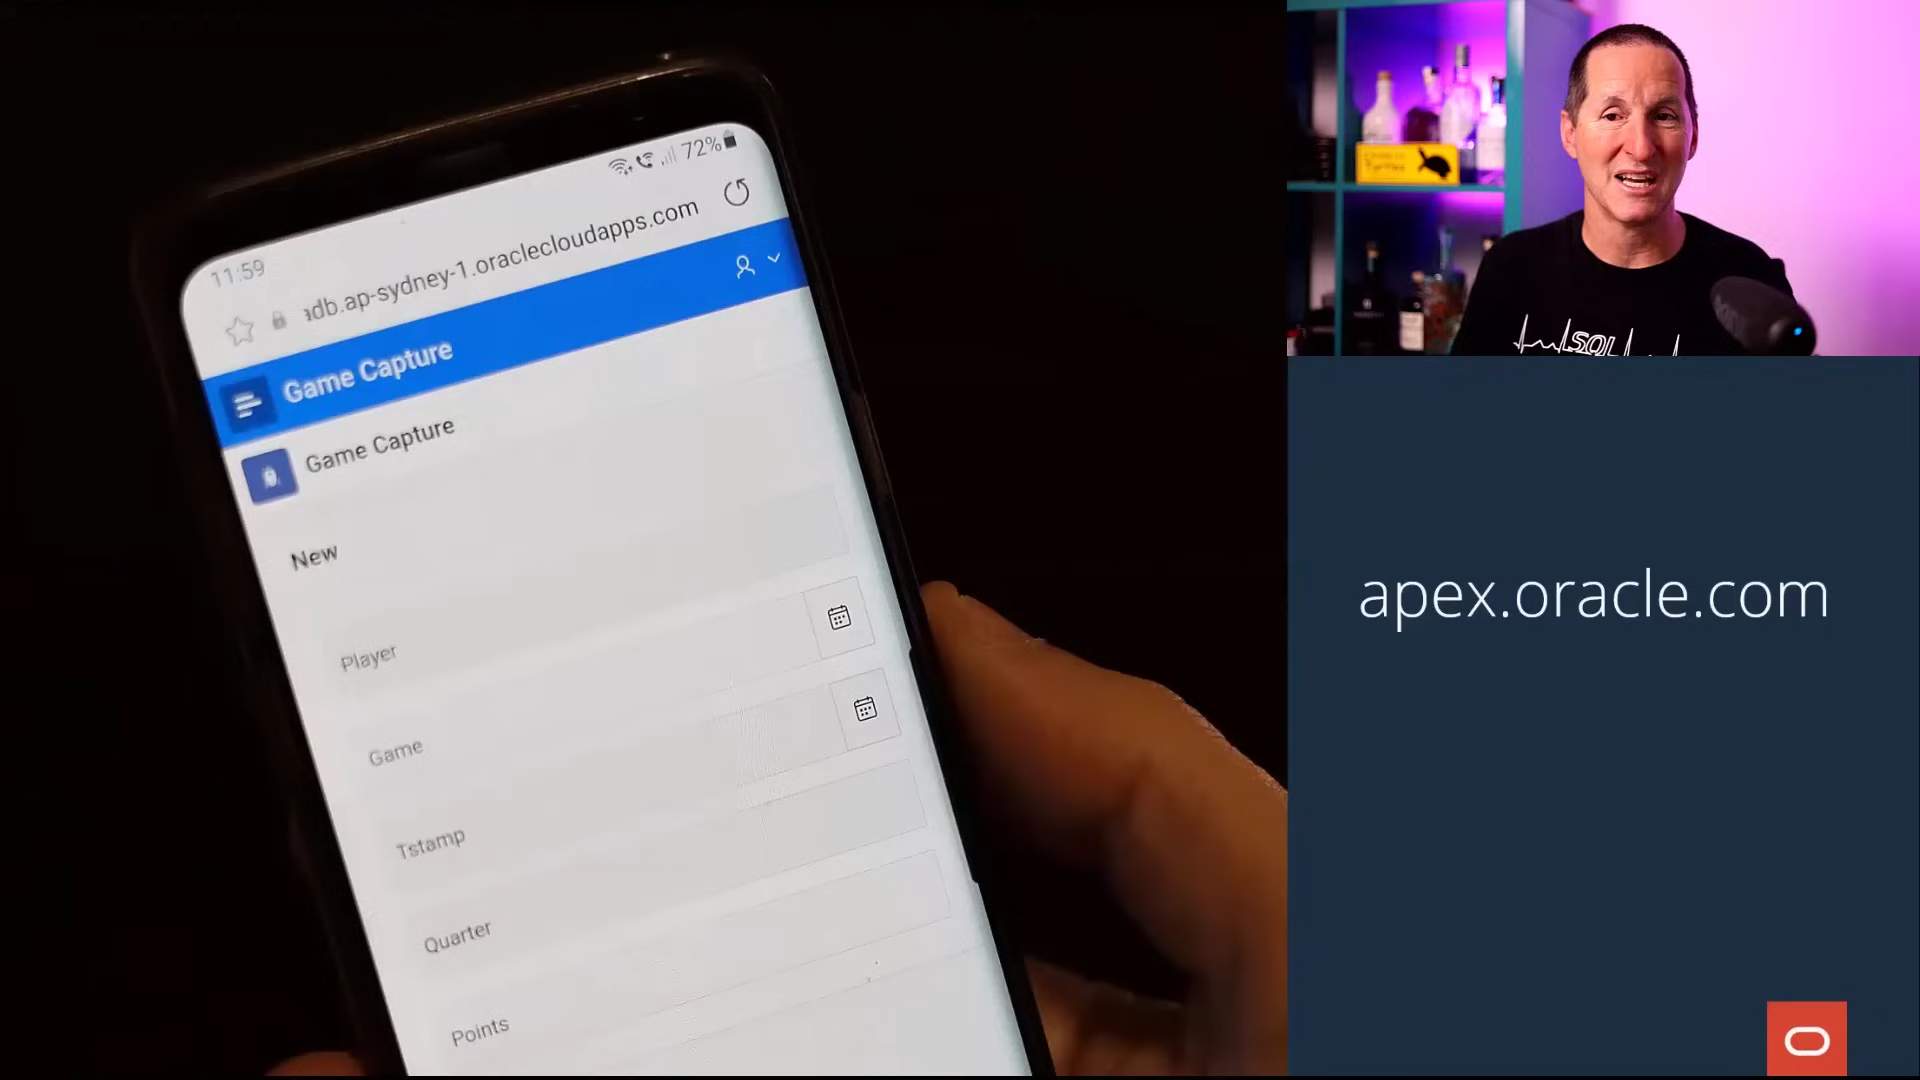 11:59
72%
adb.ap-sydney-1.oraclecloudapps.com
Game Capture
Game Capture
New
Player
Game
Tstamp
Quarter
Points
SQL
apex.oracle.com